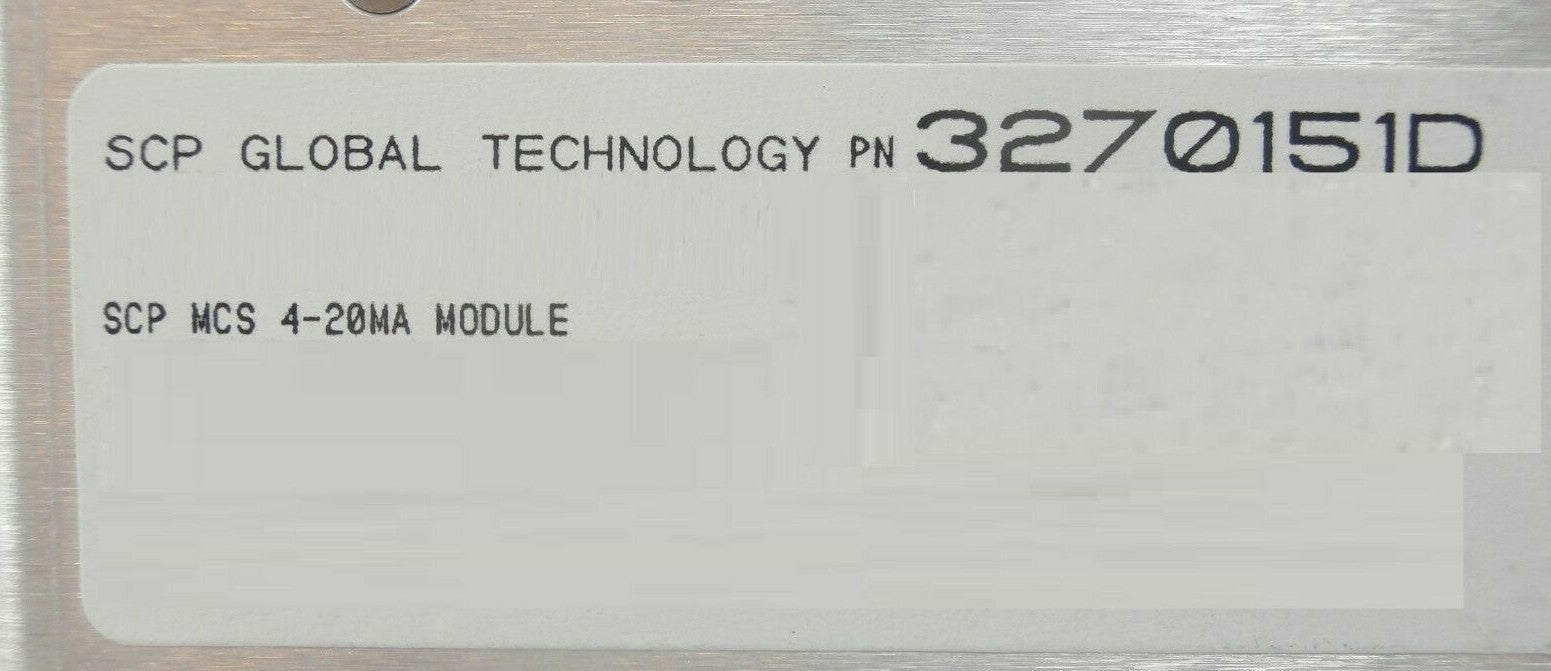 SCP GLOBAL TECHNOLOGY PN 3270151D
SCP MCS 4-20MA MODULE